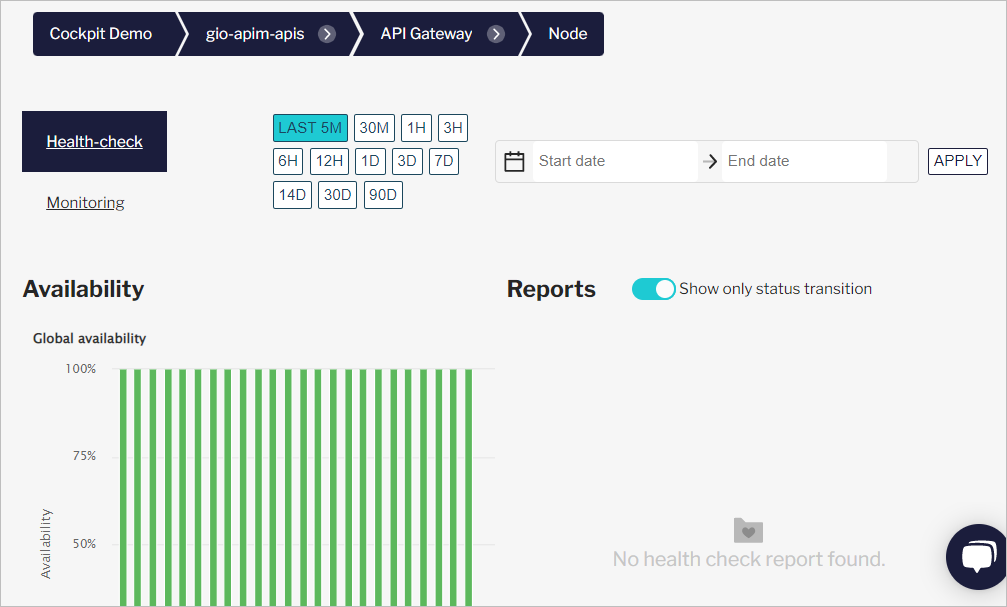 Cockpit Demo gio-apim-apis API Gateway Node
Health-check
Monitoring
LAST 5M 30M 1H 3H
6H 12H 1D 3D 7D
14D 30D 90D
Start date End date APPLY
Availability
Global availability
100%
75%
50%
Availability
Reports
Show only status transition
No health check report found.